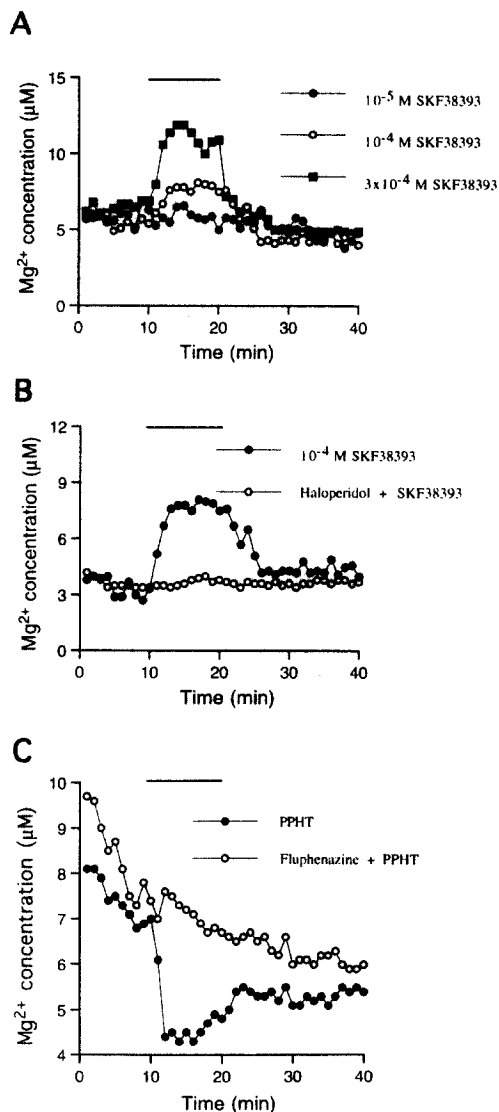 A
Mg²⁺ concentration (µM)
15
10
5
0
0 10 20 30 40
Time (min)
10⁻⁵ M SKF38393
10⁻⁴ M SKF38393
3x10⁻⁴ M SKF38393
B
Mg²⁺ concentration (µM)
12
9
6
3
0
0 10 20 30 40
Time (min)
10⁻⁴ M SKF38393
Haloperidol + SKF38393
C
Mg²⁺ concentration (µM)
10
9
8
7
6
5
4
0 10 20 30 40
Time (min)
PPHT
Fluphenazine + PPHT